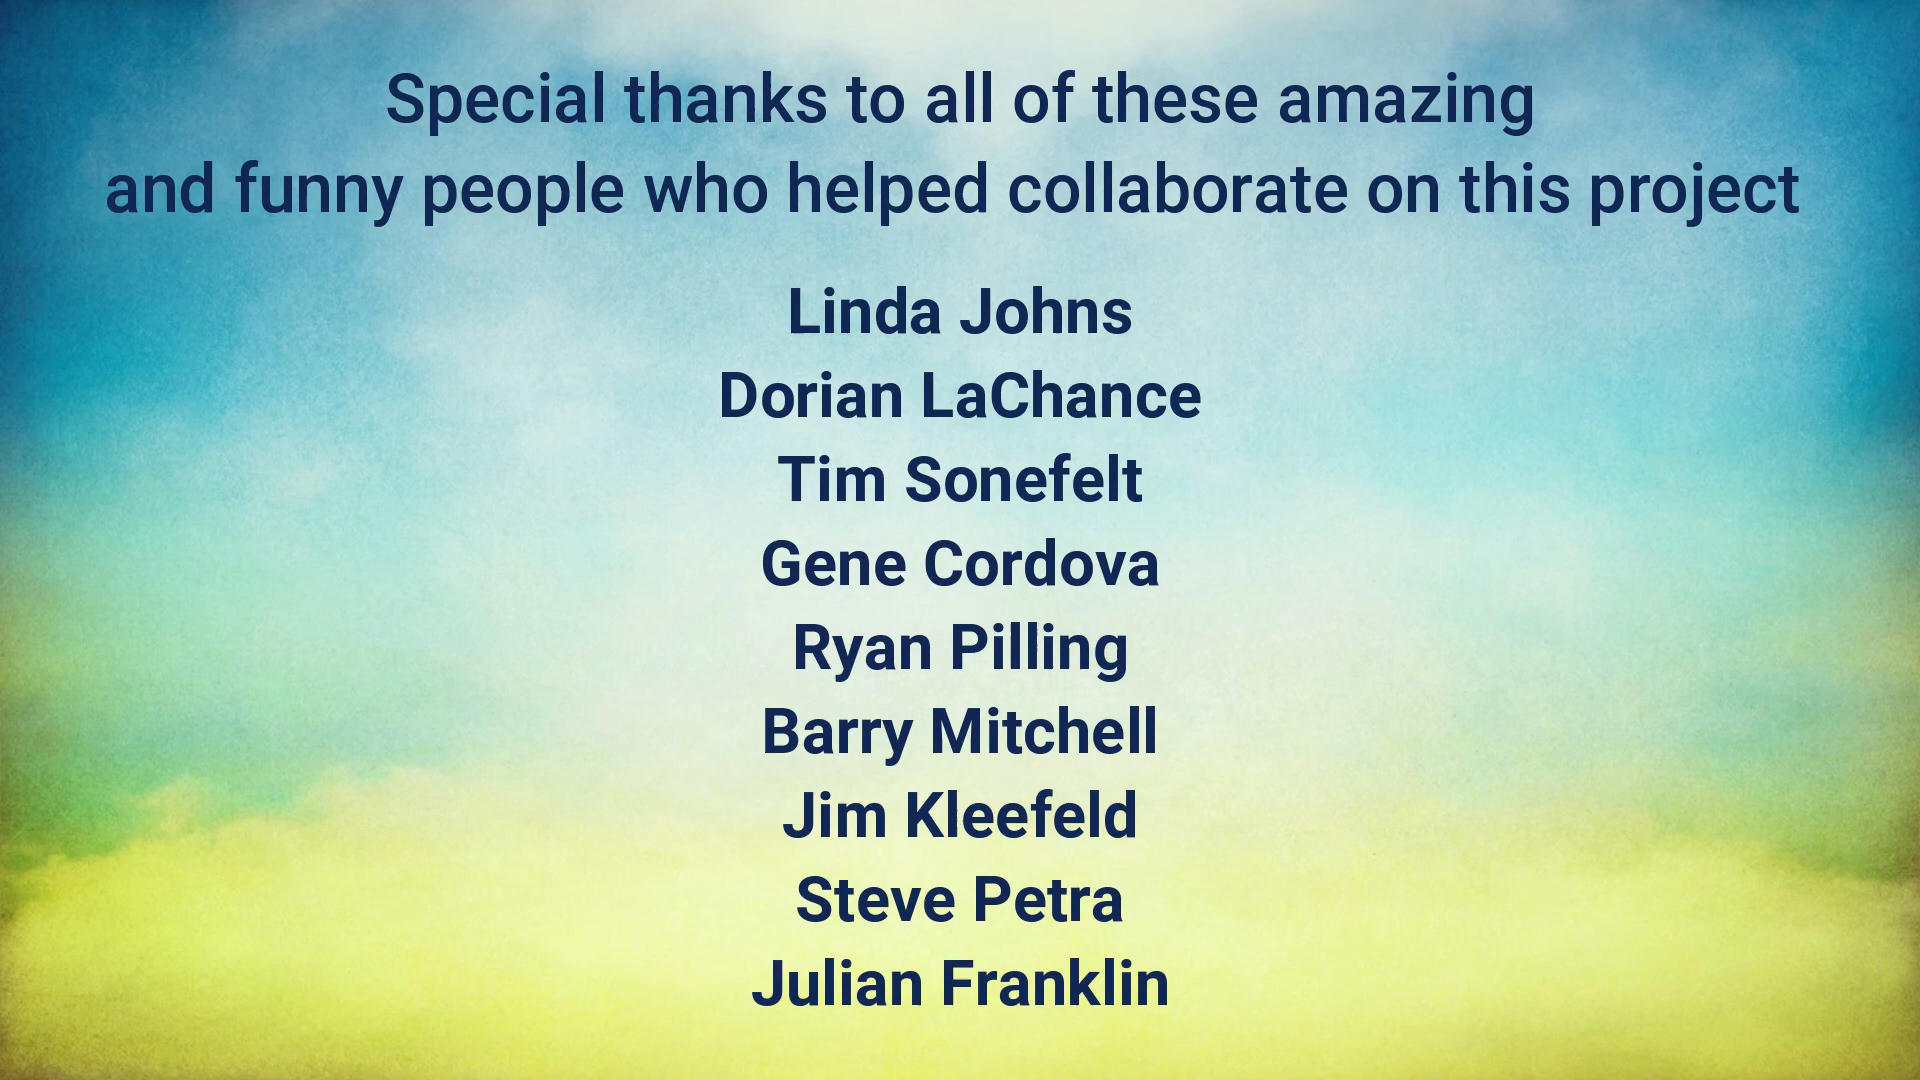 Special thanks to all of these amazing
and funny people who helped collaborate on this project
Linda Johns
Dorian LaChance
Tim Sonefelt
Gene Cordova
Ryan Pilling
Barry Mitchell
Jim Kleefeld
Steve Petra
Julian Franklin